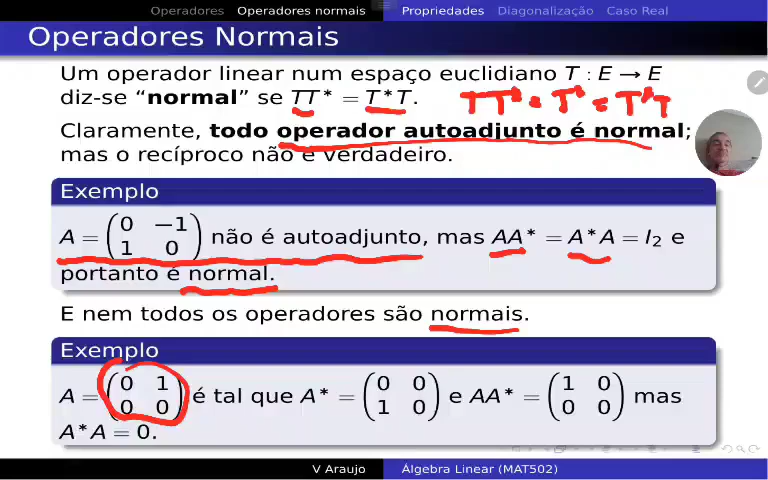 Operadores Operadores normais Propriedades Diagonalização Caso Real
Operadores Normais
Um operador linear num espaço euclidiano T : E → E
diz-se “normal” se TT* = T*T. TT* = T² = T*T
Claramente, todo operador autoadjunto é normal;
mas o recíproco não é verdadeiro.
Exemplo
A = (0 −1
1 0) não é autoadjunto, mas AA* = A*A = I₂ e
portanto é normal.
E nem todos os operadores são normais.
Exemplo
A = (0 1
0 0) é tal que A* = (0 0
1 0) e AA* = (1 0
0 0) mas
A*A = 0.
V Araujo Álgebra Linear (MAT502)